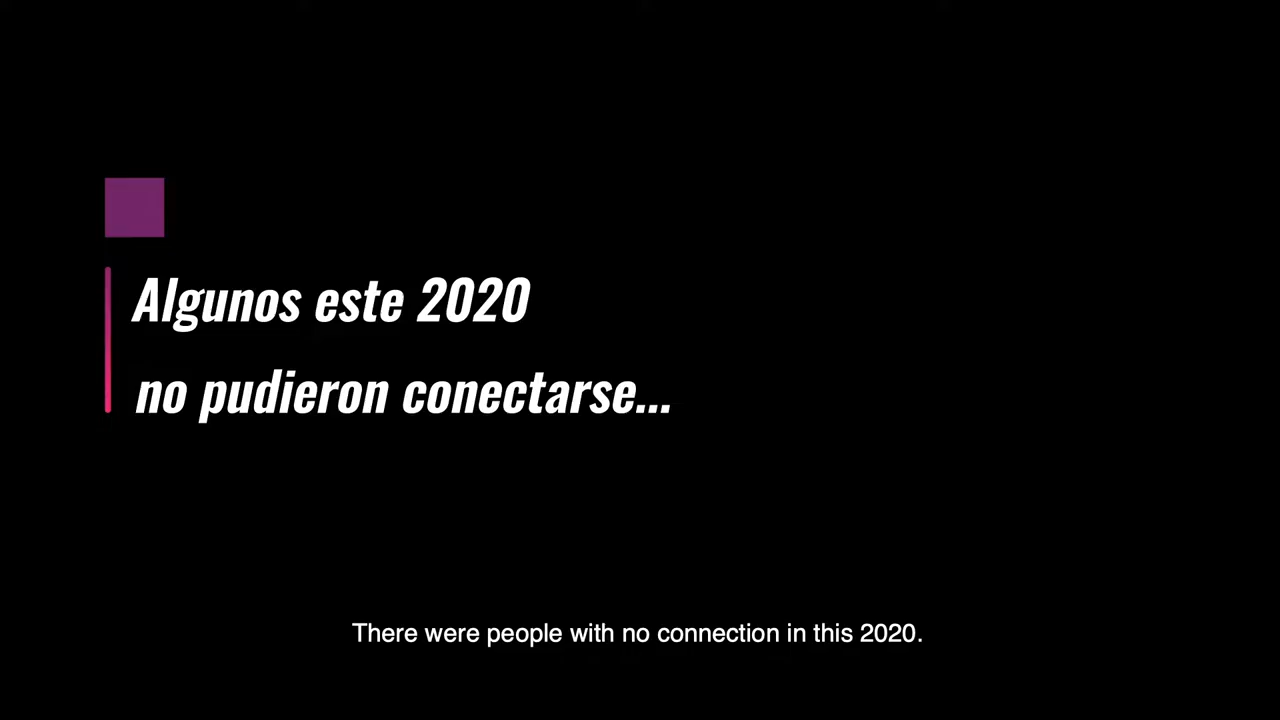 Algunos este 2020
no pudieron conectarse...
There were people with no connection in this 2020.